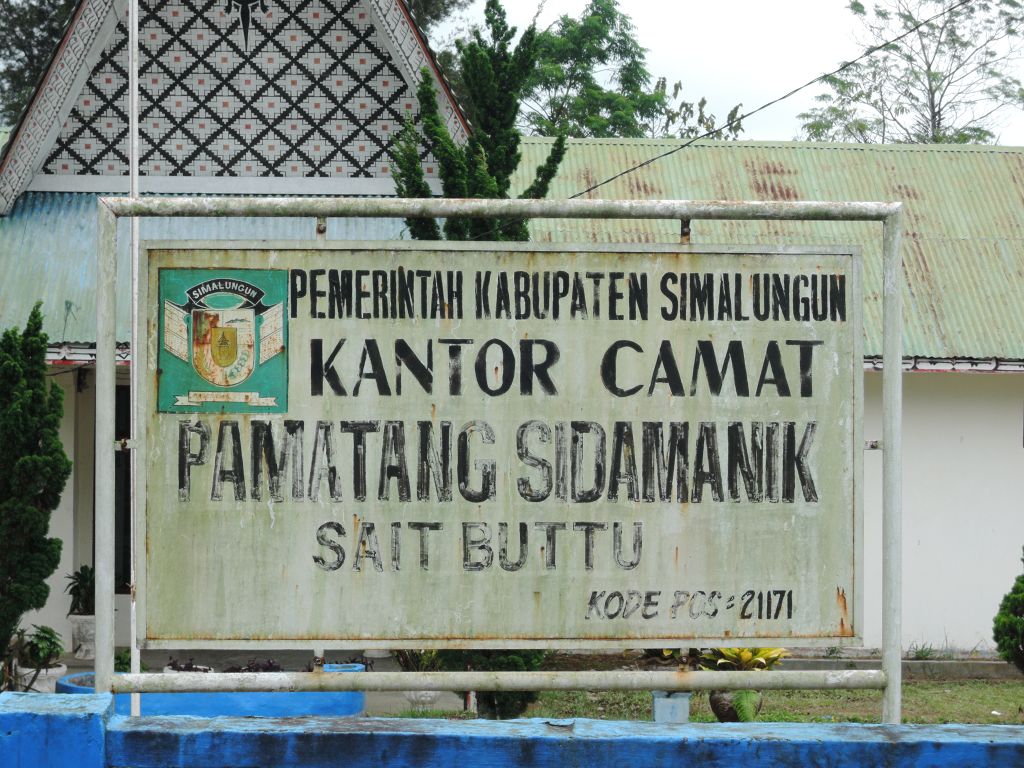 SIMALUNGUN
PEMERINTAH KABUPATEN SIMALUNGUN
KANTOR CAMAT
PAMATANG SIDAMANIK
SAIT BUTTU
KODE POS : 21171